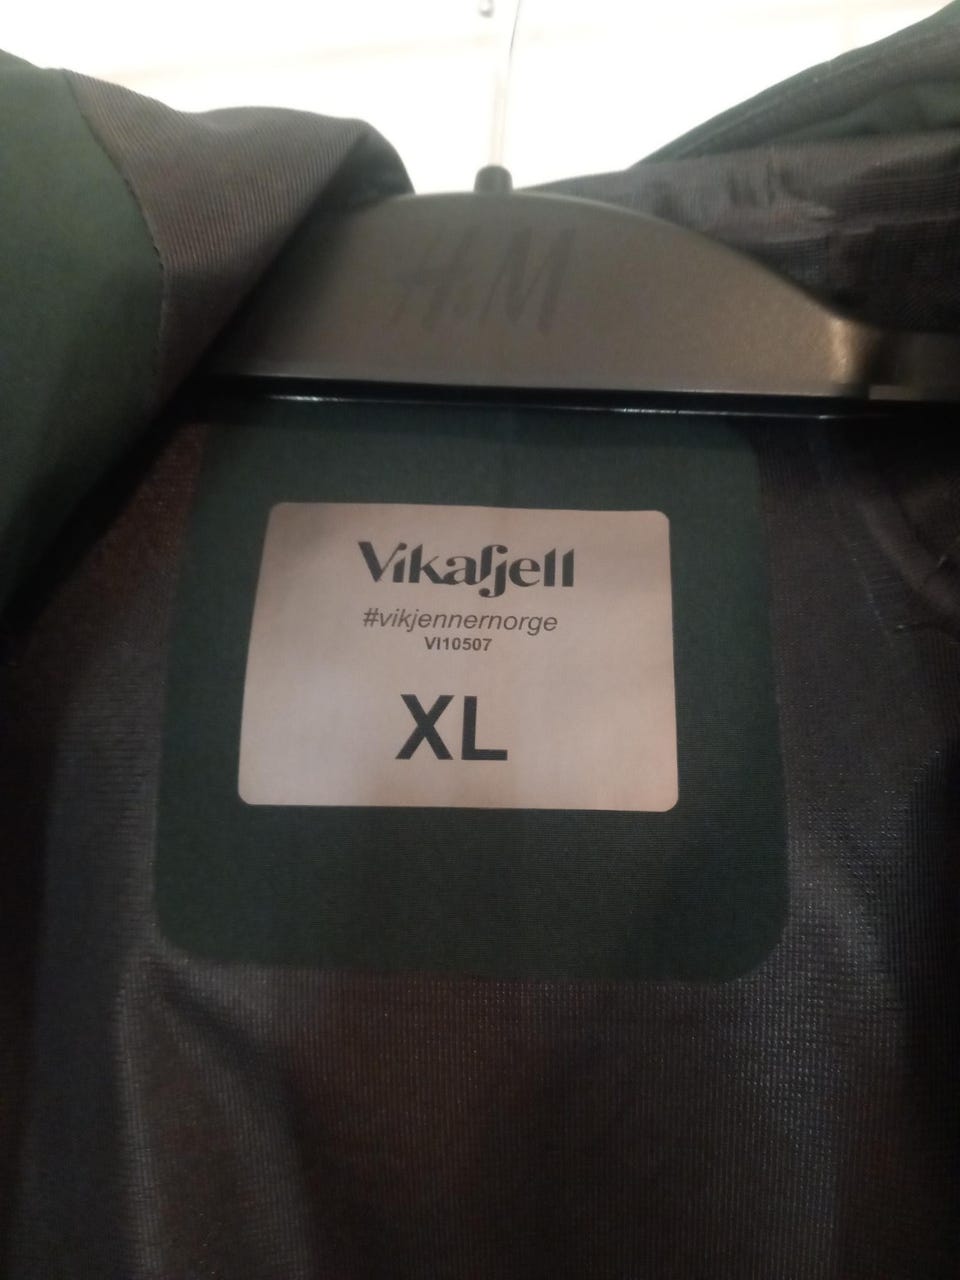 H&M
Vikafjell
#vikjennernorge
VI10507
XL